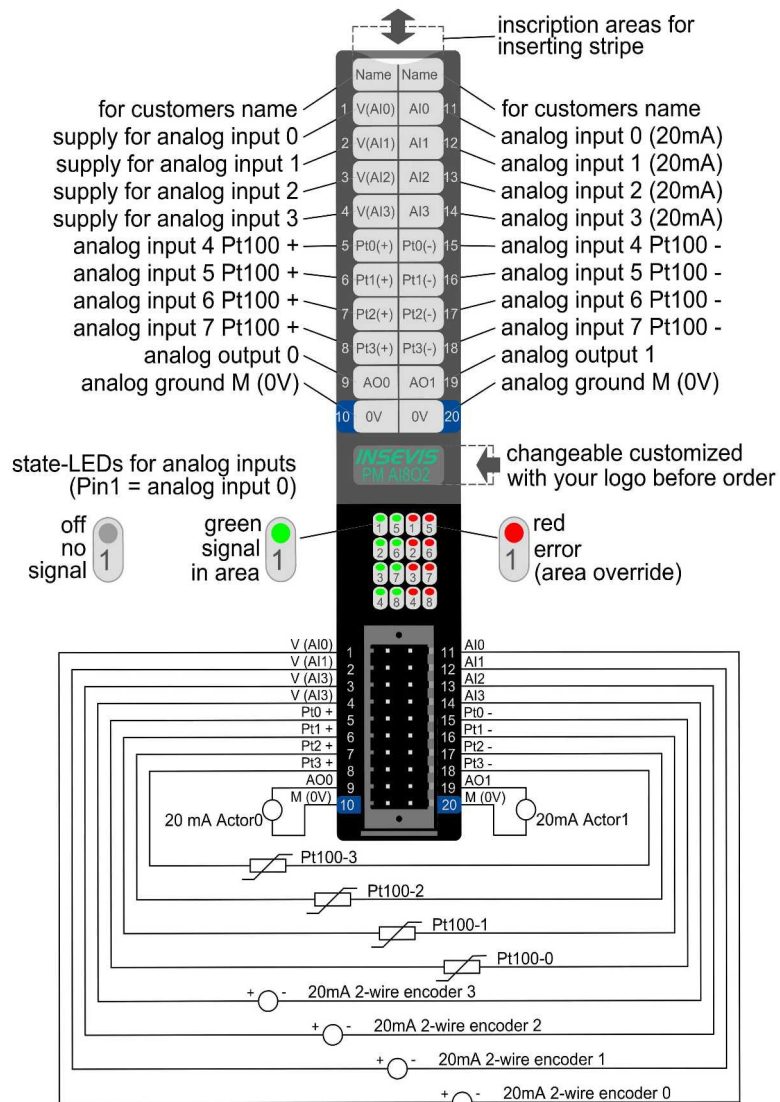 inscription areas for
inserting stripe
Name Name
for customers name
for customers name
1 V(AI0) AI0 11
supply for analog input 0
analog input 0 (20mA)
2 V(AI1) AI1 12
supply for analog input 1
analog input 1 (20mA)
3 V(AI2) AI2 13
supply for analog input 2
analog input 2 (20mA)
4 V(AI3) AI3 14
supply for analog input 3
analog input 3 (20mA)
5 Pt0(+) Pt0(-) 15
analog input 4 Pt100 +
analog input 4 Pt100 -
6 Pt1(+) Pt1(-) 16
analog input 5 Pt100 +
analog input 5 Pt100 -
7 Pt2(+) Pt2(-) 17
analog input 6 Pt100 +
analog input 6 Pt100 -
8 Pt3(+) Pt3(-) 18
analog input 7 Pt100 +
analog input 7 Pt100 -
9 AO0 AO1 19
analog output 0
analog output 1
10 0V 0V 20
analog ground M (0V)
analog ground M (0V)
INSEVIS
PM AI8O2
changeable customized
with your logo before order
state-LEDs for analog inputs
(Pin1 = analog input 0)
off
no
signal
1
green
signal
in area
1
1 5 1 5
2 6 2 6
3 7 3 7
4 8 4 8
1
red
error
(area override)
V (AI0) 1 11 AI0
V (AI1) 2 12 AI1
V (AI3) 3 13 AI2
V (AI3) 4 14 AI3
Pt0 + 5 15 Pt0 -
Pt1 + 6 16 Pt1 -
Pt2 + 7 17 Pt2 -
Pt3 + 8 18 Pt3 -
AO0 9 19 AO1
M (0V) 10 20 M (0V)
20 mA Actor0
20mA Actor1
Pt100-3
Pt100-2
Pt100-1
Pt100-0
+ - 20mA 2-wire encoder 3
+ - 20mA 2-wire encoder 2
+ - 20mA 2-wire encoder 1
+ - 20mA 2-wire encoder 0